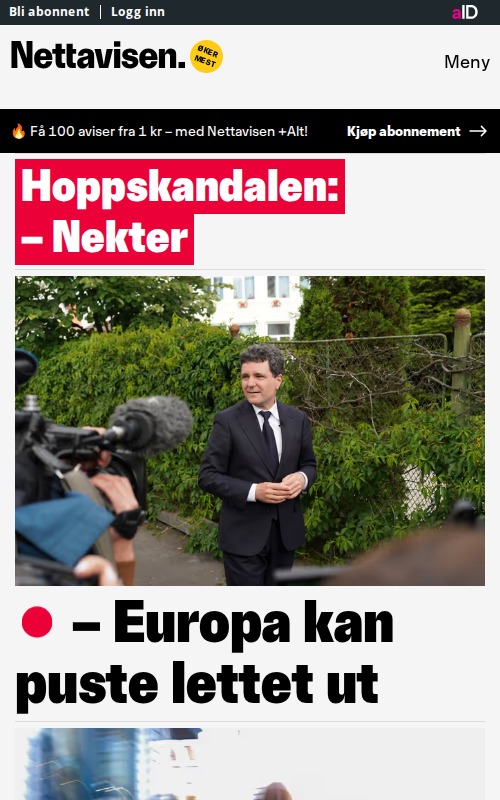 Bli abonnent | Logg inn
aID
Nettavisen.
ØKER
MEST
Meny
🔥 Få 100 aviser fra 1 kr – med Nettavisen +Alt!
Kjøp abonnement →
Hoppskandalen:
– Nekter
– Europa kan
puste lettet ut